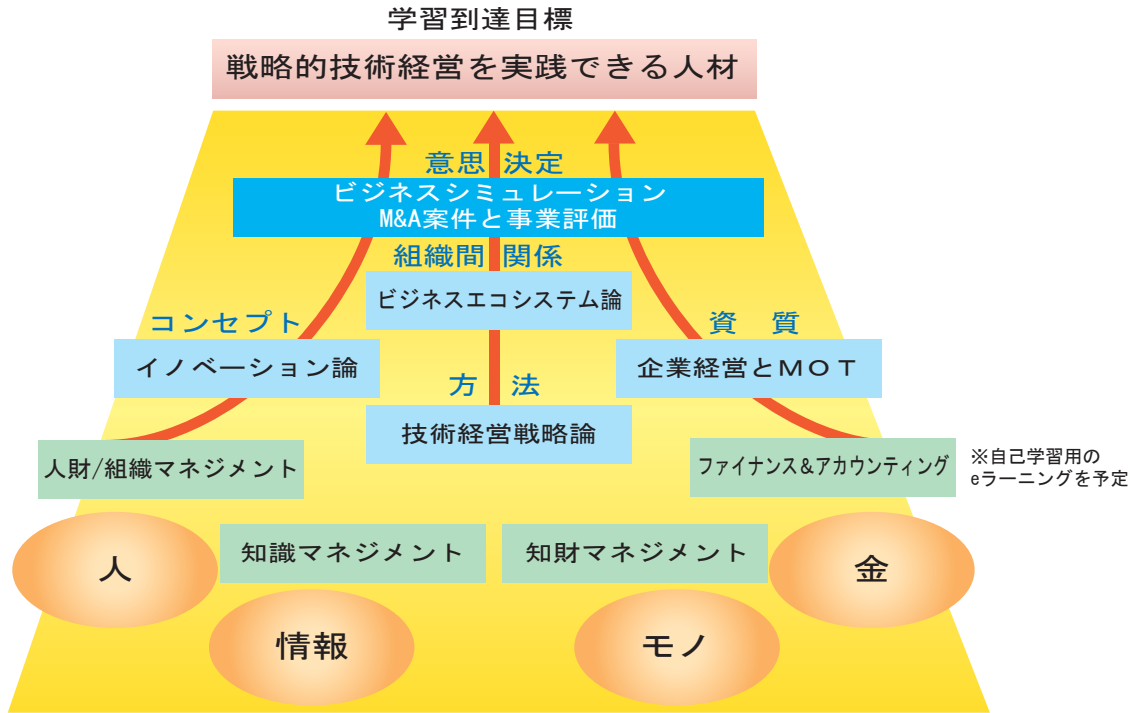 学習到達目標
戦略的技術経営を実践できる人材
意思決定
ビジネスシミュレーション
M&A案件と事業評価
組織間関係
ビジネスエコシステム論
コンセプト
イノベーション論
資 質
企業経営とMOT
方 法
技術経営戦略論
人財/組織マネジメント
ファイナンス&アカウンティング
※自己学習用の
eラーニングを予定
知識マネジメント
知財マネジメント
人
金
情報
モノ